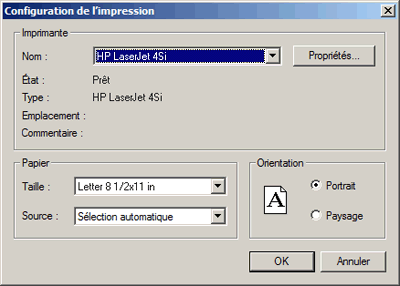 Configuration de l'impression
Imprimante
Nom : HP LaserJet 4Si Propriétés...
État : Prêt
Type : HP LaserJet 4Si
Emplacement :
Commentaire :
Papier
Taille : Letter 8 1/2x11 in
Source : Sélection automatique
Orientation
A
Portrait
Paysage
OK Annuler